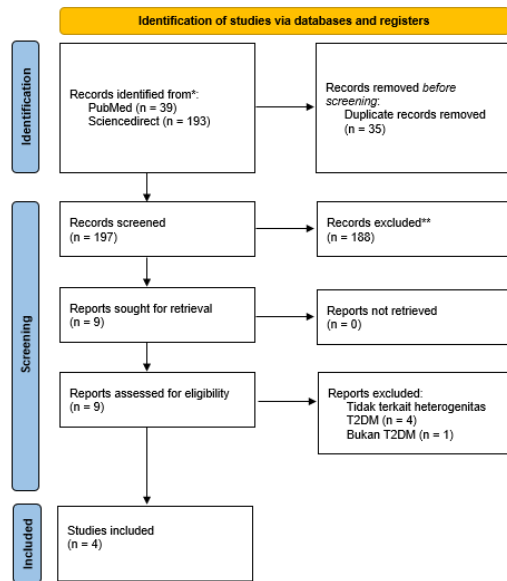 Identification of studies via databases and registers
Identification
Records identified from*:
PubMed (n = 39)
Sciencedirect (n = 193)
Records removed before
screening:
Duplicate records removed
(n = 35)
Screening
Records screened
(n = 197)
Records excluded**
(n = 188)
Reports sought for retrieval
(n = 9)
Reports not retrieved
(n = 0)
Reports assessed for eligibility
(n = 9)
Reports excluded:
Tidak terkait heterogenitas
T2DM (n = 4)
Bukan T2DM (n = 1)
Included
Studies included
(n = 4)